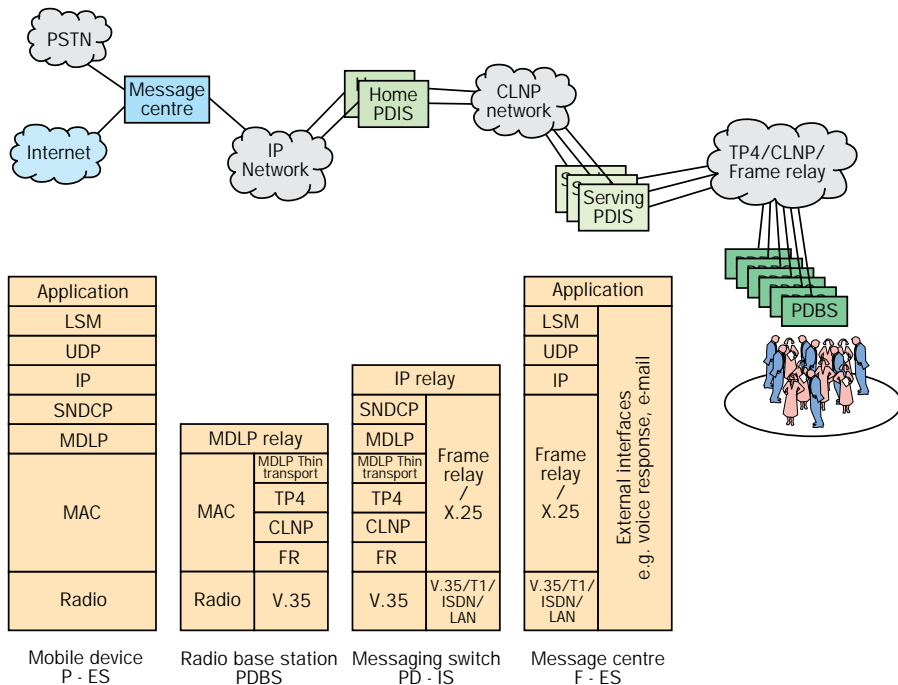 PSTN
Message
centre
Internet
IP
Network
Home
PDIS
CLNP
network
Serving
PDIS
TP4/CLNP/
Frame relay
PDBS
Application
LSM
UDP
IP
SNDCP
MDLP
MAC
Radio
Mobile device
P - ES
MDLP relay
MAC
MDLP Thin
transport
TP4
CLNP
FR
Radio
V.35
Radio base station
PDBS
IP relay
SNDCP
MDLP
MDLP Thin
transport
TP4
CLNP
FR
V.35
Frame
relay
/
X.25
V.35/T1/
ISDN/
LAN
Messaging switch
PD - IS
Application
LSM
UDP
IP
Frame
relay
/
X.25
V.35/T1/
ISDN/
LAN
External interfaces
e.g. voice response, e-mail
Message centre
F - ES